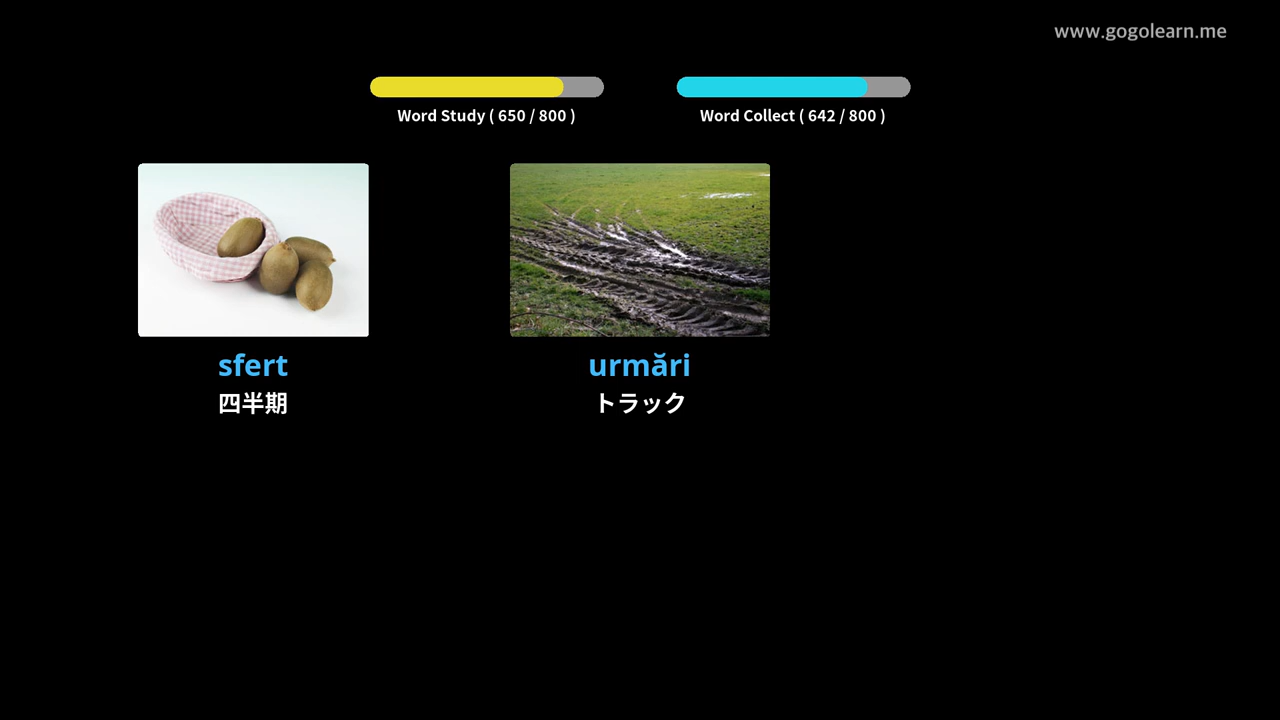 www.gogolearn.me
Word Study ( 650 / 800 )
Word Collect ( 642 / 800 )
sfert
四半期
urmări
トラック